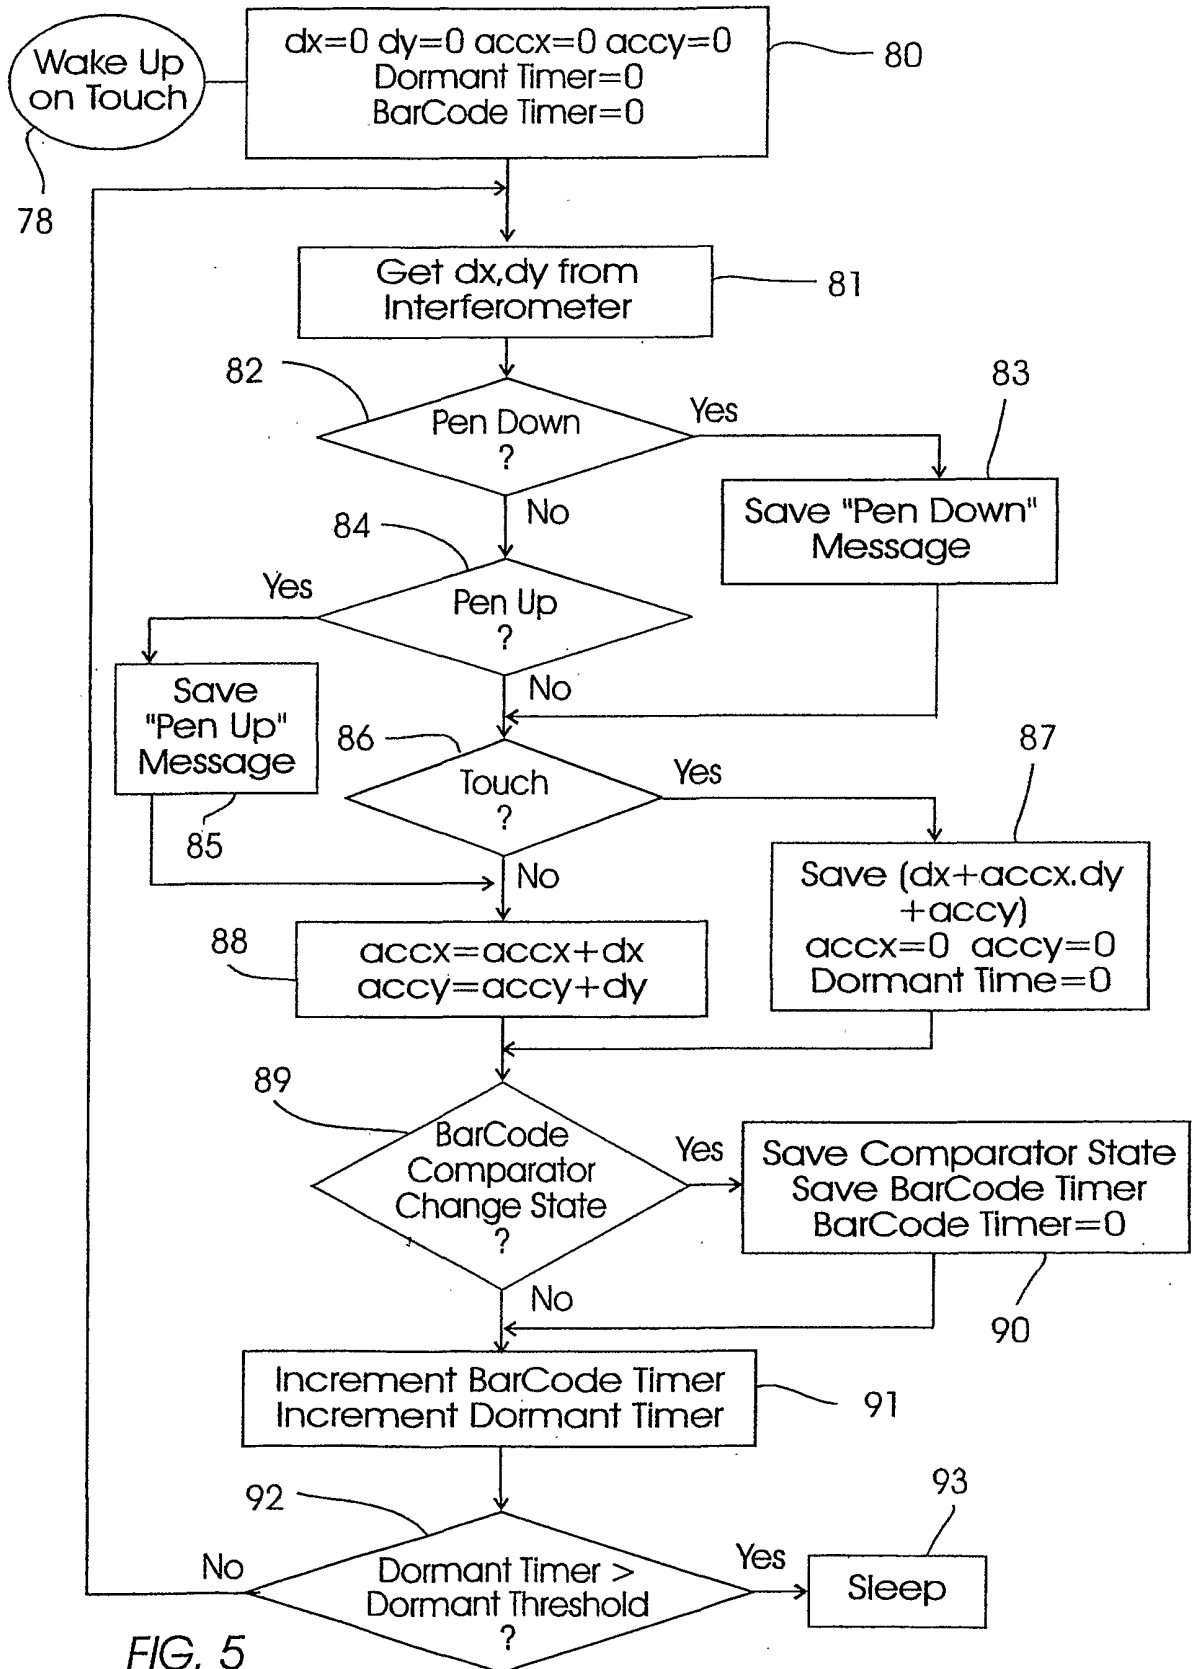 Wake Up
on Touch
78
dx=0 dy=0 accx=0 accy=0
Dormant Timer=0
BarCode Timer=0
80
Get dx,dy from
Interferometer
81
82
Pen Down
?
Yes
No
83
Save "Pen Down"
Message
84
Pen Up
?
Yes
No
Save
"Pen Up"
Message
85
86
Touch
?
Yes
No
87
Save (dx+accx.dy
+accy)
accx=0 accy=0
Dormant Time=0
88
accx=accx+dx
accy=accy+dy
89
BarCode
Comparator
Change State
?
Yes
No
Save Comparator State
Save BarCode Timer
BarCode Timer=0
90
Increment BarCode Timer
Increment Dormant Timer
91
92
Dormant Timer >
Dormant Threshold
?
No
Yes
93
Sleep
FIG. 5